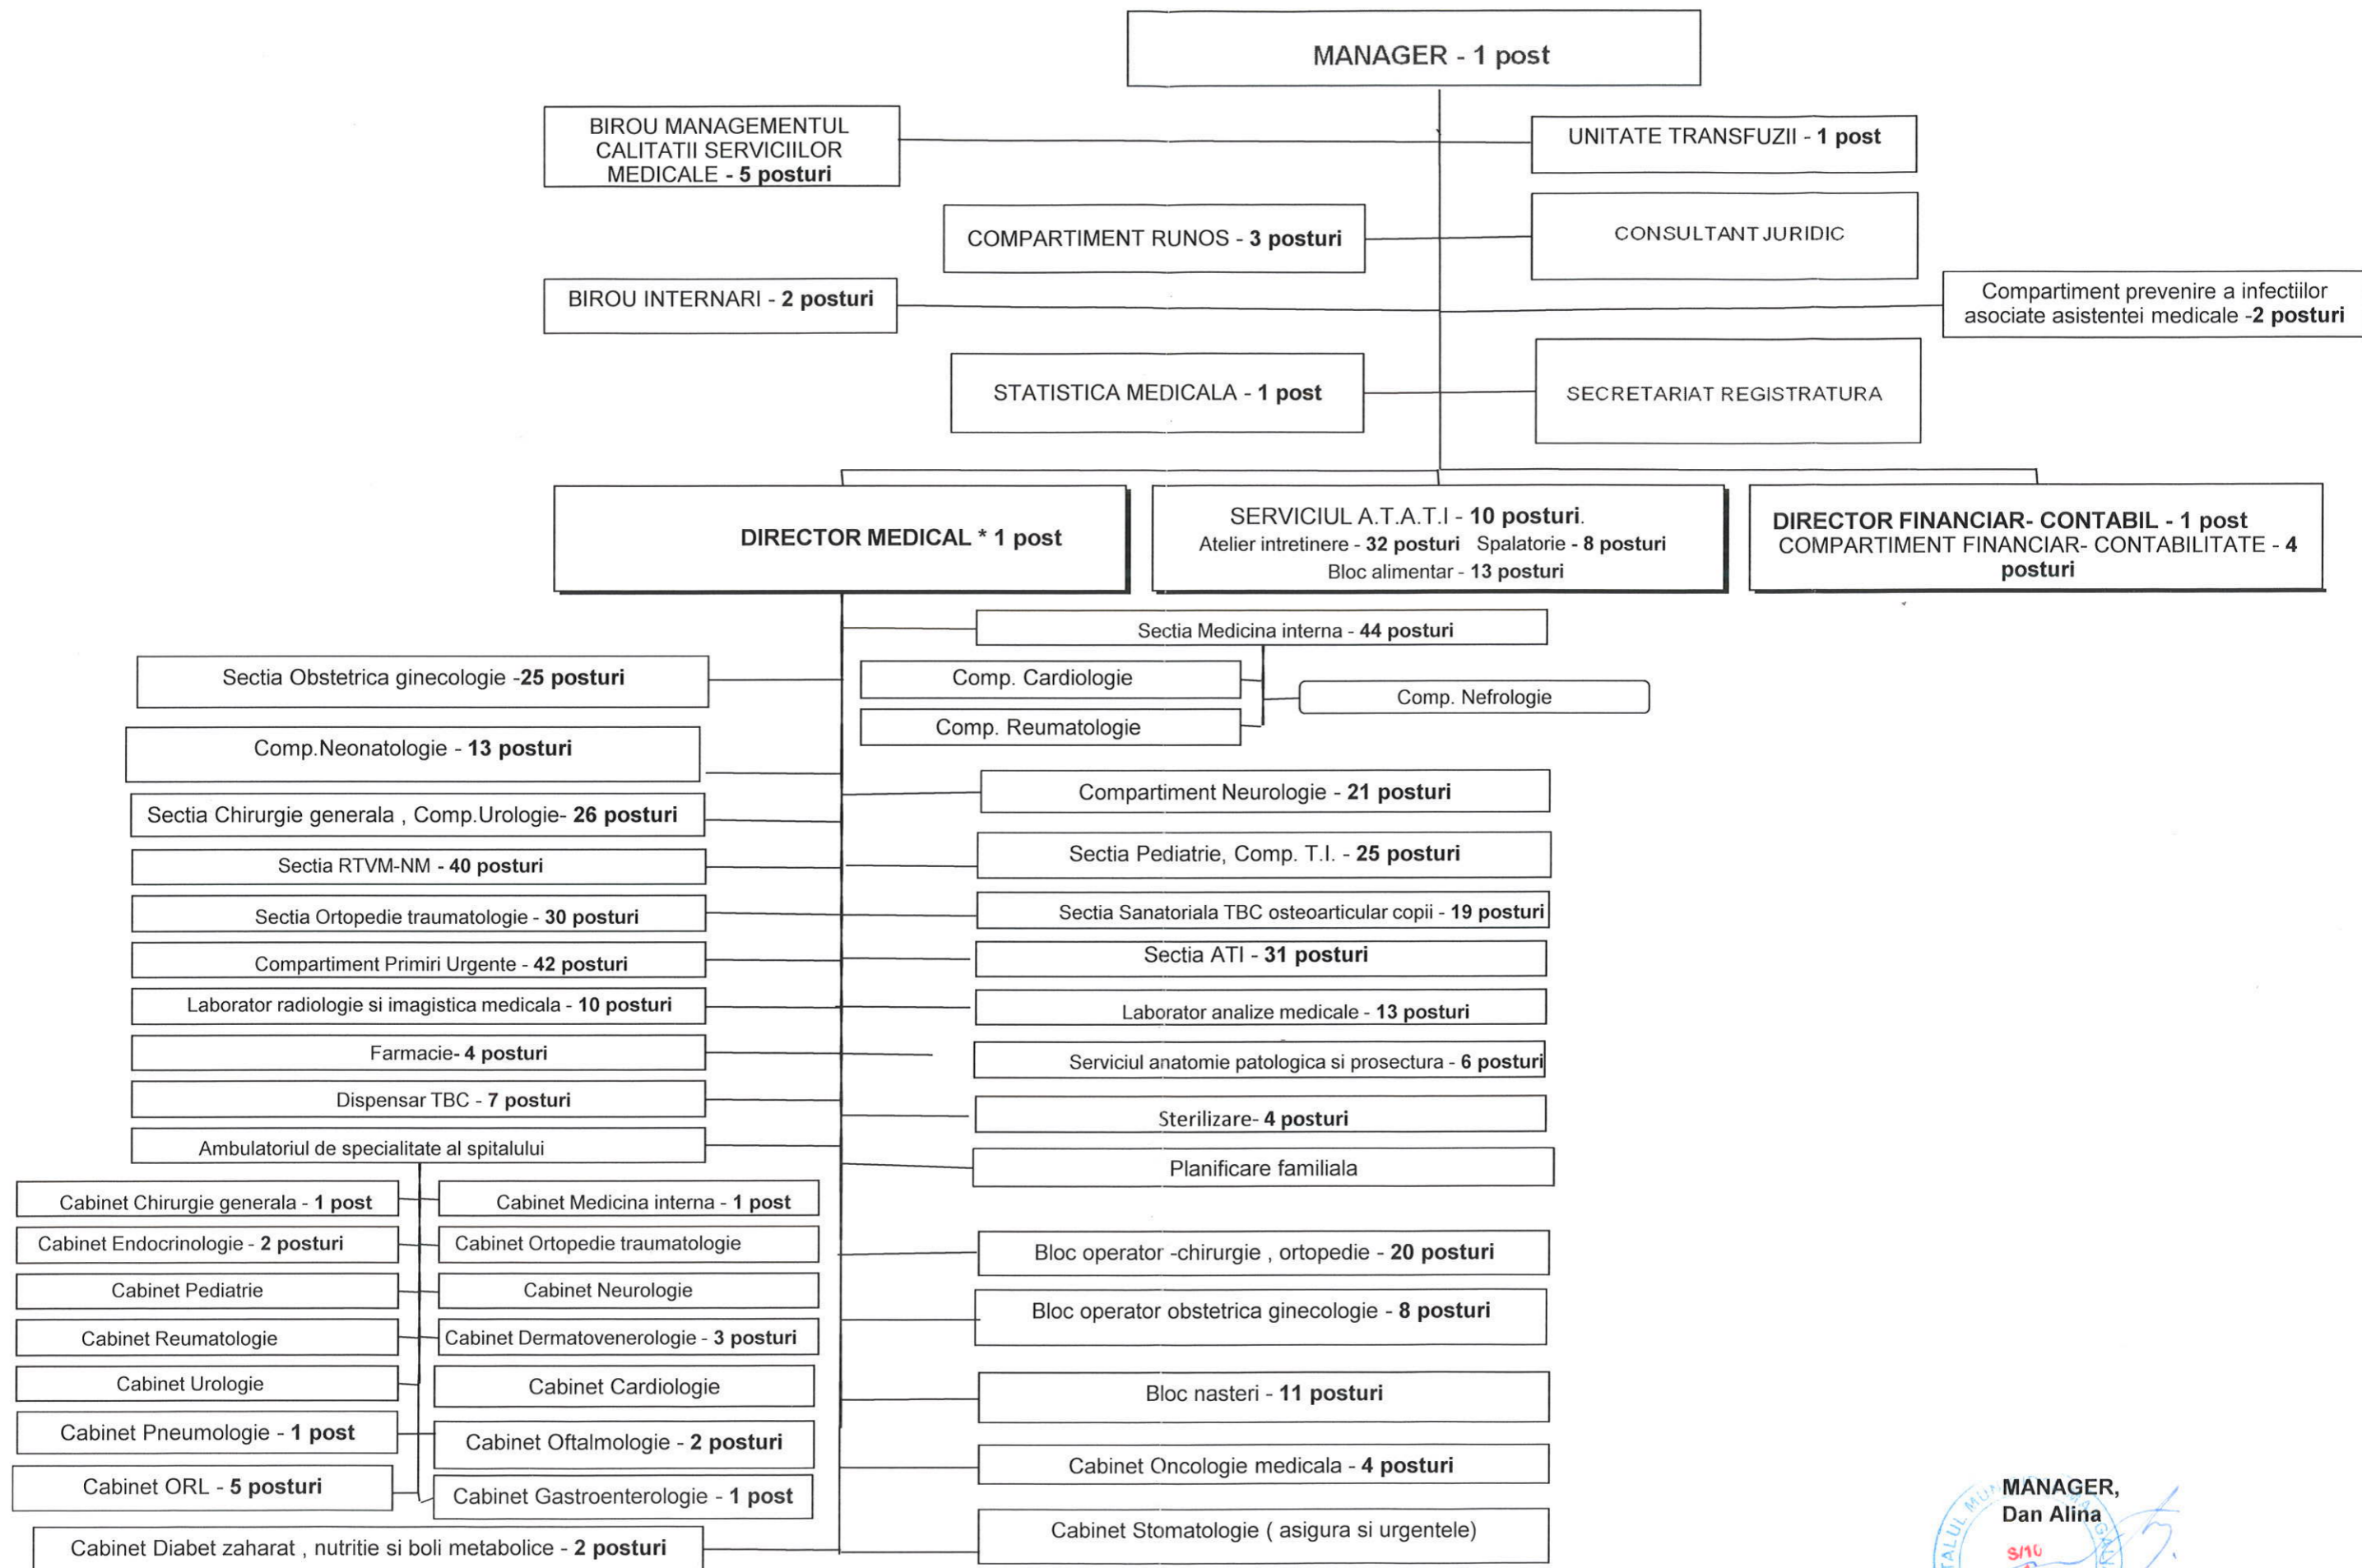 MANAGER - 1 post
BIROU MANAGEMENTUL
CALITATII SERVICIILOR
MEDICALE - 5 posturi
UNITATE TRANSFUZII - 1 post
COMPARTIMENT RUNOS - 3 posturi
CONSULTANT JURIDIC
BIROU INTERNARI - 2 posturi
Compartiment prevenire a infectiilor
asociate asistentei medicale -2 posturi
STATISTICA MEDICALA - 1 post
SECRETARIAT REGISTRATURA
DIRECTOR MEDICAL * 1 post
SERVICIUL A.T.A.T.I - 10 posturi.
Atelier intretinere - 32 posturi Spalatorie - 8 posturi
Bloc alimentar - 13 posturi
DIRECTOR FINANCIAR- CONTABIL - 1 post
COMPARTIMENT FINANCIAR- CONTABILITATE - 4
posturi
Sectia Medicina interna - 44 posturi
Sectia Obstetrica ginecologie -25 posturi
Comp. Cardiologie
Comp. Nefrologie
Comp. Reumatologie
Comp.Neonatologie - 13 posturi
Compartiment Neurologie - 21 posturi
Sectia Chirurgie generala , Comp.Urologie- 26 posturi
Sectia Pediatrie, Comp. T.I. - 25 posturi
Sectia RTVM-NM - 40 posturi
Sectia Ortopedie traumatologie - 30 posturi
Sectia Sanatoriala TBC osteoarticular copii - 19 posturi
Compartiment Primiri Urgente - 42 posturi
Sectia ATI - 31 posturi
Laborator radiologie si imagistica medicala - 10 posturi
Laborator analize medicale - 13 posturi
Farmacie- 4 posturi
Serviciul anatomie patologica si prosectura - 6 posturi
Dispensar TBC - 7 posturi
Sterilizare- 4 posturi
Ambulatoriul de specialitate al spitalului
Planificare familiala
Cabinet Chirurgie generala - 1 post
Cabinet Medicina interna - 1 post
Cabinet Endocrinologie - 2 posturi
Cabinet Ortopedie traumatologie
Bloc operator -chirurgie , ortopedie - 20 posturi
Cabinet Pediatrie
Cabinet Neurologie
Bloc operator obstetrica ginecologie - 8 posturi
Cabinet Reumatologie
Cabinet Dermatovenerologie - 3 posturi
Cabinet Urologie
Cabinet Cardiologie
Bloc nasteri - 11 posturi
Cabinet Pneumologie - 1 post
Cabinet Oftalmologie - 2 posturi
Cabinet Oncologie medicala - 4 posturi
Cabinet ORL - 5 posturi
Cabinet Gastroenterologie - 1 post
Cabinet Stomatologie ( asigura si urgentele)
Cabinet Diabet zaharat , nutritie si boli metabolice - 2 posturi
MANAGER,
Dan Alina